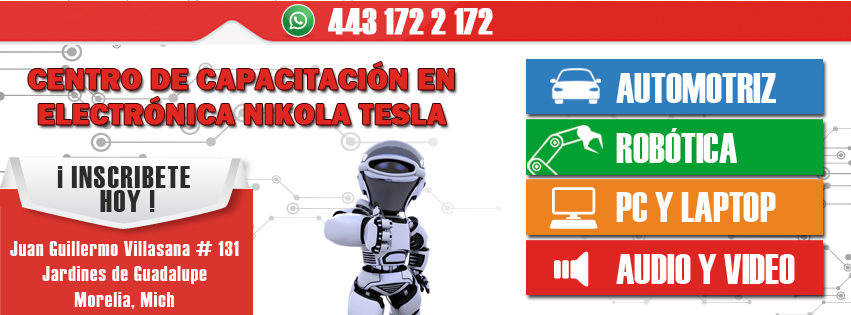 443 172 2 172
CENTRO DE CAPACITACIÓN EN
ELECTRÓNICA NIKOLA TESLA
¡ INSCRIBETE
HOY !
Juan Guillermo Villasana # 131
Jardines de Guadalupe
Morelia, Mich
AUTOMOTRIZ
ROBÓTICA
PC Y LAPTOP
AUDIO Y VIDEO